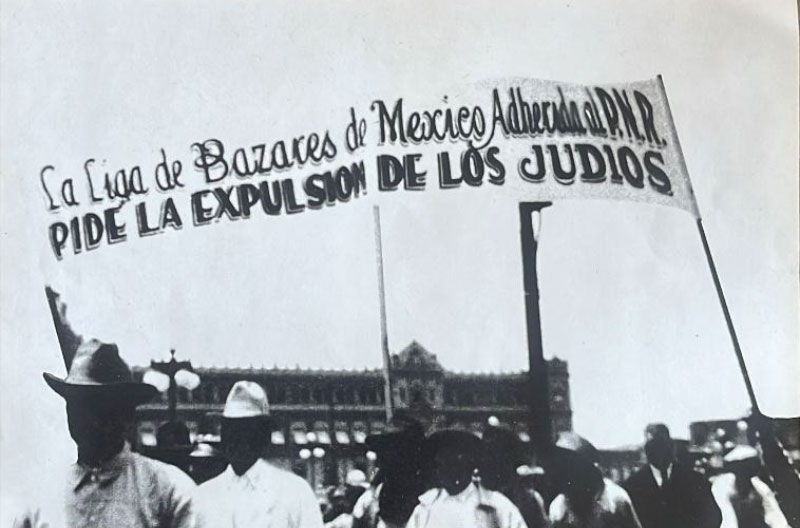 La Liga de Bazares de Mexico Adherida al P.N.R.
PIDE LA EXPULSION DE LOS JUDIOS